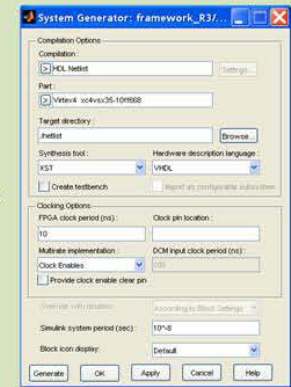 System Generator: framework_R3/...
Compilation Options
Compilation :
> HDL Netlist
Settings...
Part :
> Virtex4 xc4vsx35-10ff668
Target directory :
./netlist
Browse...
Synthesis tool : Hardware description language :
XST VHDL
Create testbench Import as configurable subsystem
Clocking Options
FPGA clock period (ns) : Clock pin location :
10
Multirate implementation : DCM input clock period (ns) :
Clock Enables 100
Provide clock enable clear pin
Override with doubles : According to Block Settings
Simulink system period (sec) : 10^-8
Block icon display: Default
Generate OK Apply Cancel Help